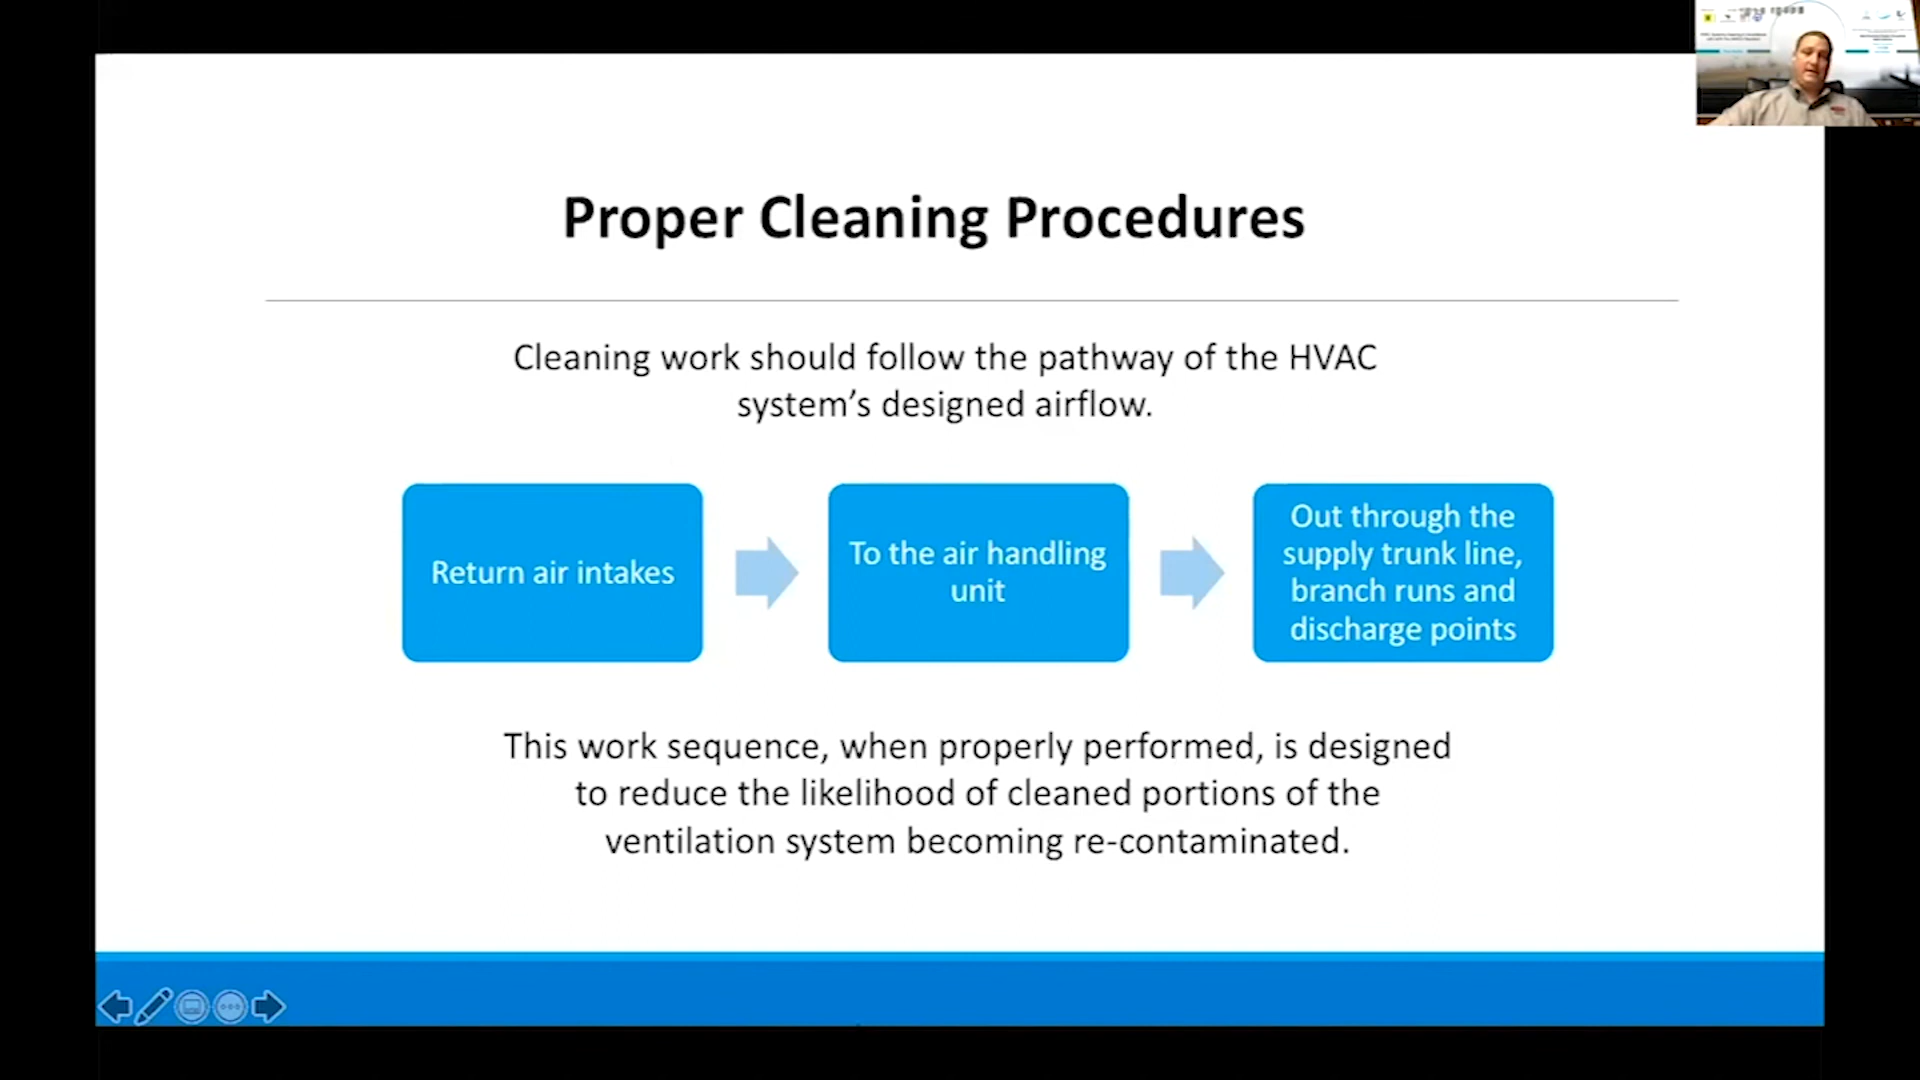 Proper Cleaning Procedures
Cleaning work should follow the pathway of the HVAC
system’s designed airflow.
Return air intakes
To the air handling
unit
Out through the
supply trunk line,
branch runs and
discharge points
This work sequence, when properly performed, is designed
to reduce the likelihood of cleaned portions of the
ventilation system becoming re-contaminated.